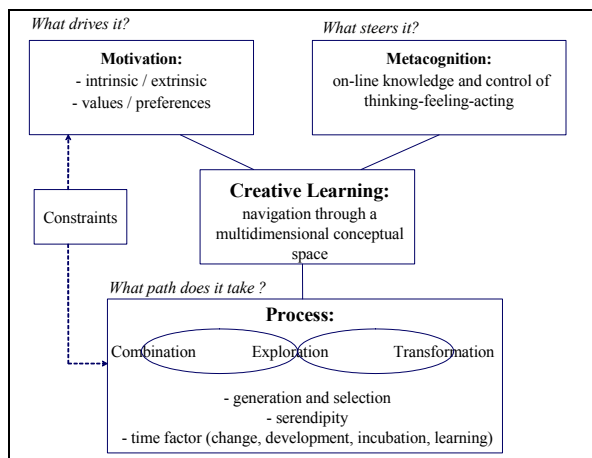 What drives it?
Motivation:
- intrinsic / extrinsic
- values / preferences
What steers it?
Metacognition:
on-line knowledge and control of
thinking-feeling-acting
Creative Learning:
navigation through a
multidimensional conceptual
space
Constraints
What path does it take ?
Process:
Combination Exploration Transformation
- generation and selection
- serendipity
- time factor (change, development, incubation, learning)